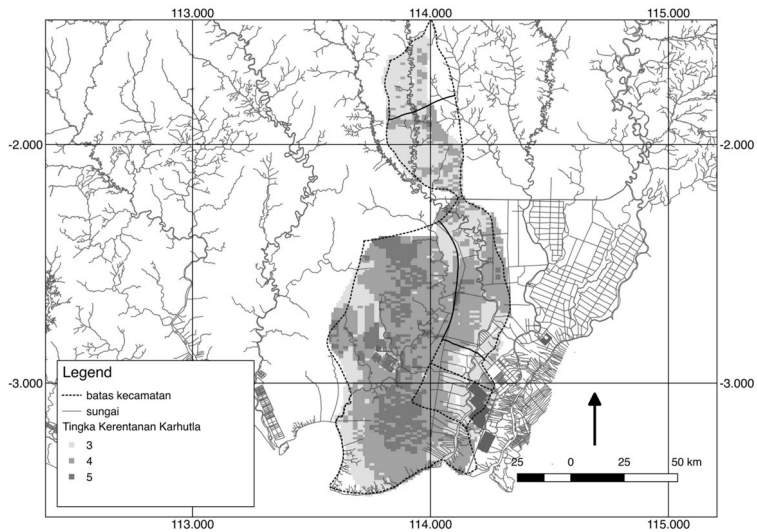 113.000 114.000 115.000
-2.000 -2.000
-3.000 -3.000
Legend
batas kecamatan
sungai
Tingka Kerentanan Karhutla
3
4
5
25 0 25 50 km
113.000 114.000 115.000